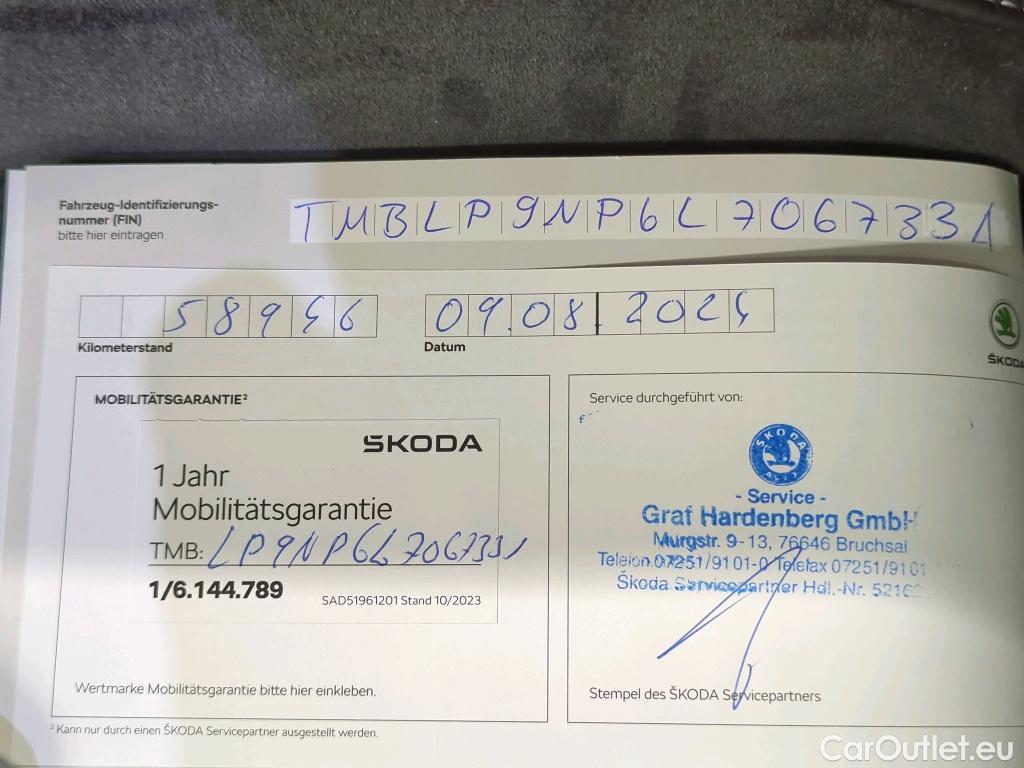 Fahrzeug-Identifizierungs-
nummer (FIN)
bitte hier eintragen
TMBLP9NP6L7067331
Kilometerstand
09.08.2024
Datum
ŠKODA
MOBILITÄTSGARANTIE²
ŠKODA
1 Jahr
Mobilitätsgarantie
TMB: LP9NP6L7067331
1/6.144.789
SAD51961201 Stand 10/2023
Wertmarke Mobilitätsgarantie bitte hier einkleben.
² Kann nur durch einen ŠKODA Servicepartner ausgestellt werden.
Service durchgeführt von:
SKODA
- Service -
Graf Hardenberg GmbH
Murgstr. 9-13, 76646 Bruchsal
Telefon 07251/9101-0 Telefax 07251/9101
Škoda Servicepartner Hdl.-Nr.
Stempel des ŠKODA Servicepartners
CarOutlet.eu